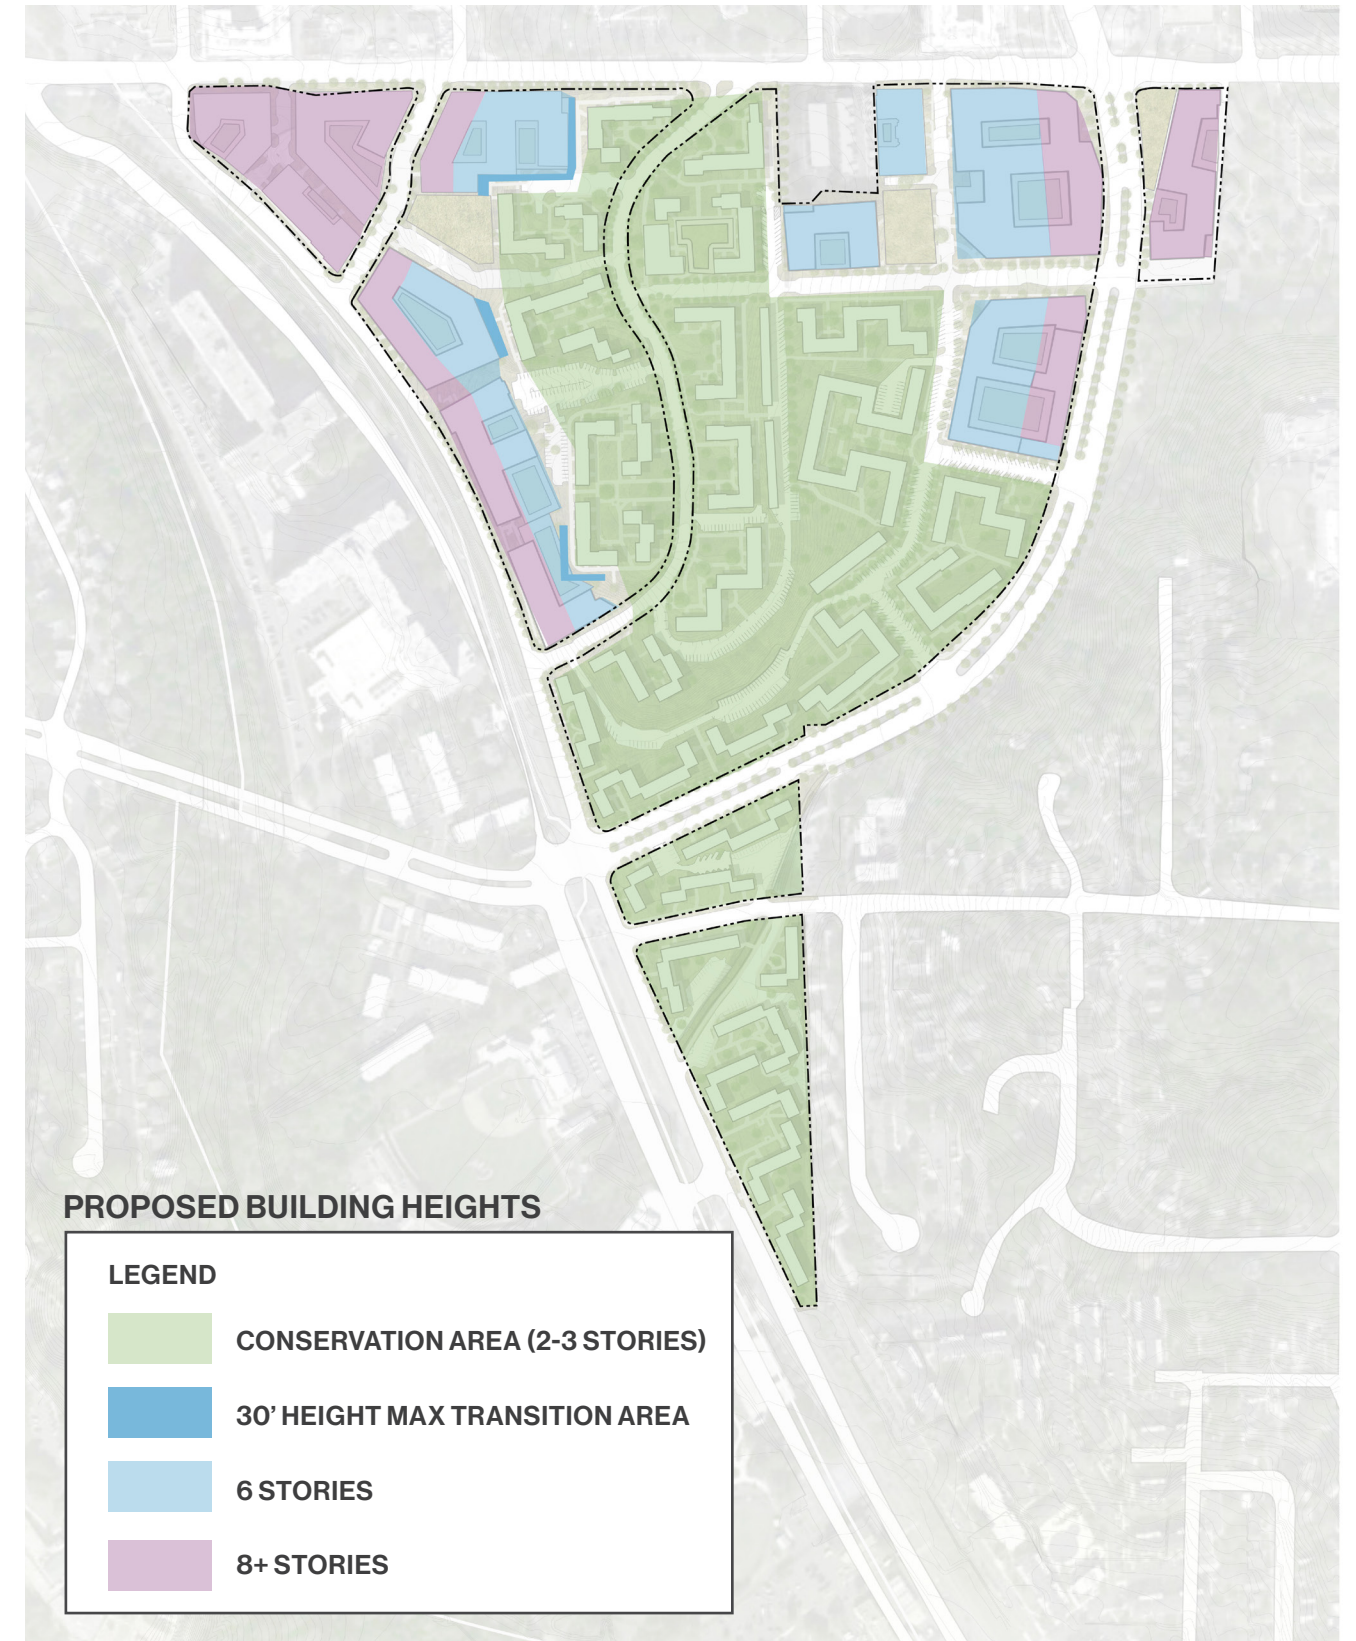 PROPOSED BUILDING HEIGHTS
LEGEND
CONSERVATION AREA (2-3 STORIES)
30’ HEIGHT MAX TRANSITION AREA
6 STORIES
8+ STORIES